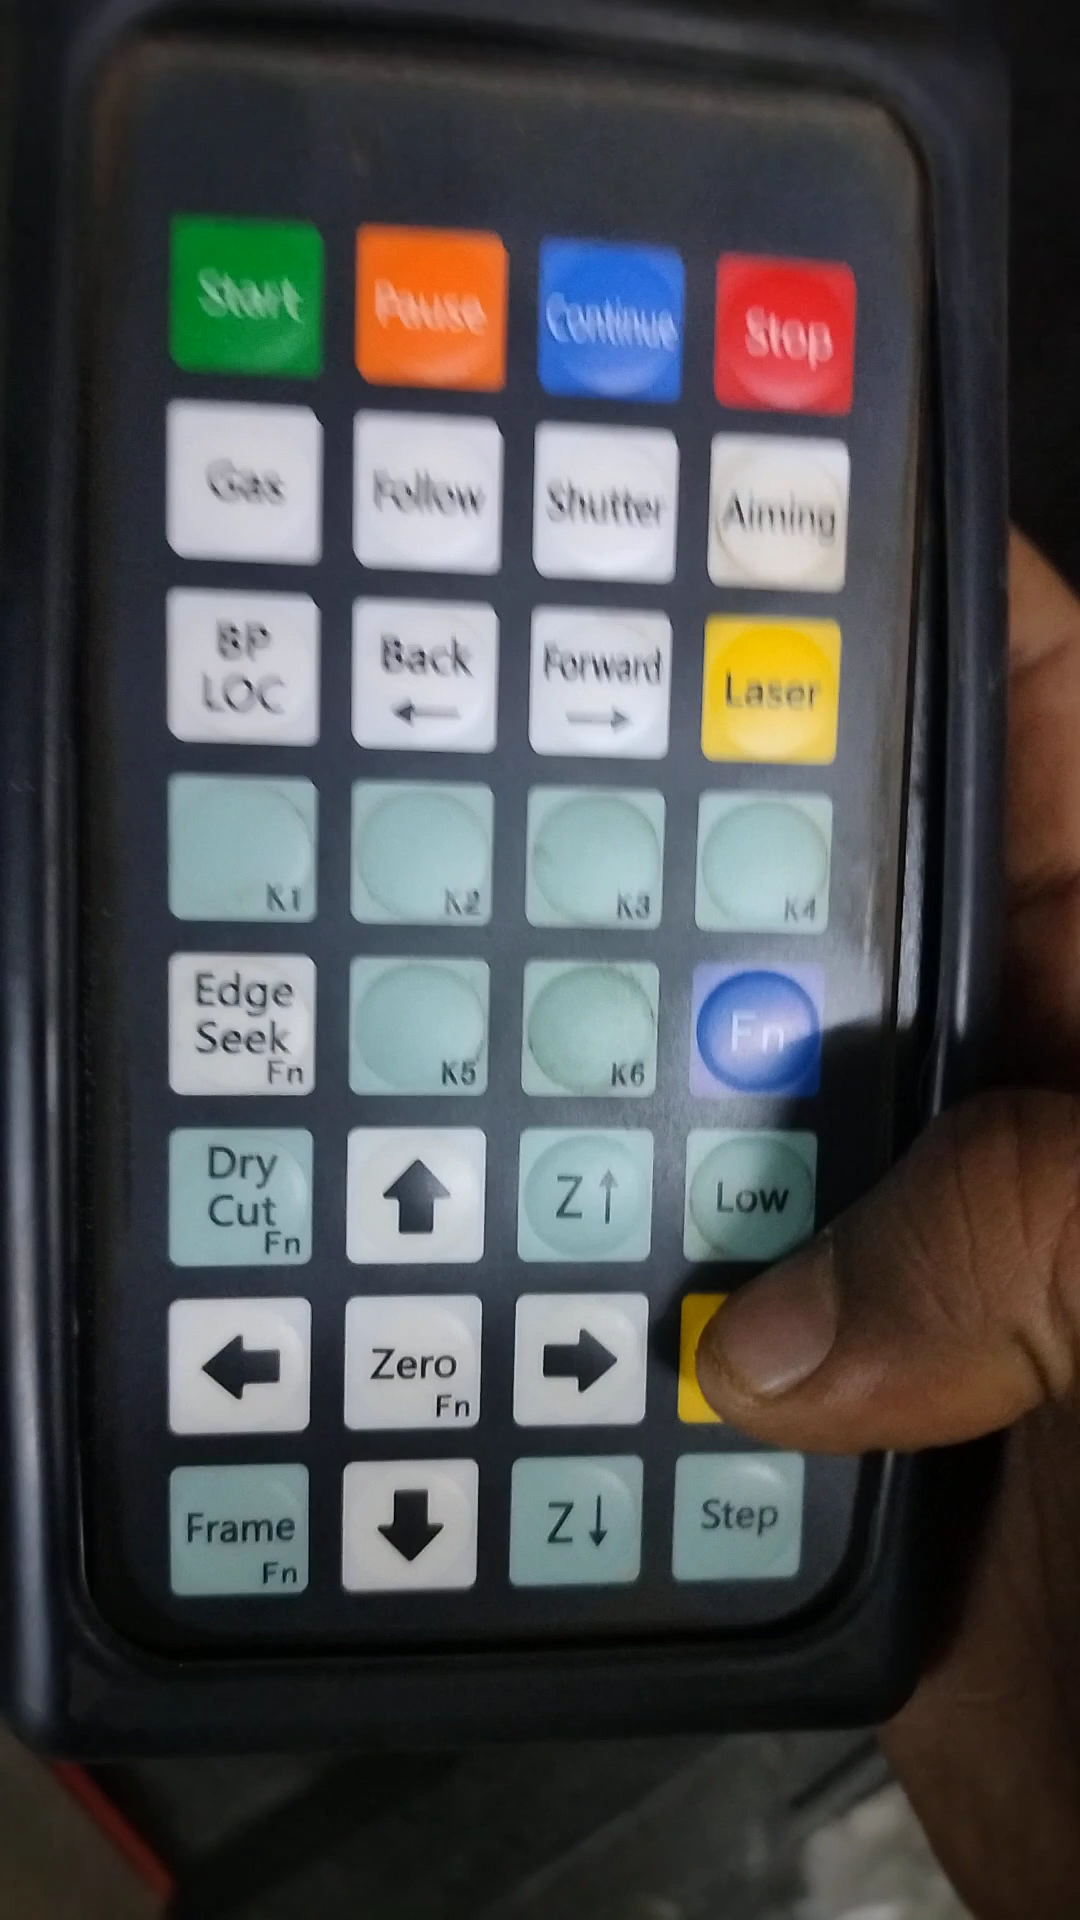 Start Pause Continue Stop
Gas Follow Shutter Aiming
BP
LOC
Back
←
Forward
→
Laser
K1 K2 K3 K4
Edge
Seek
Fn
K5 K6 Fn
Dry
Cut
Fn
Z↑ Low
Zero
Fn
Frame
Fn
Z↓ Step